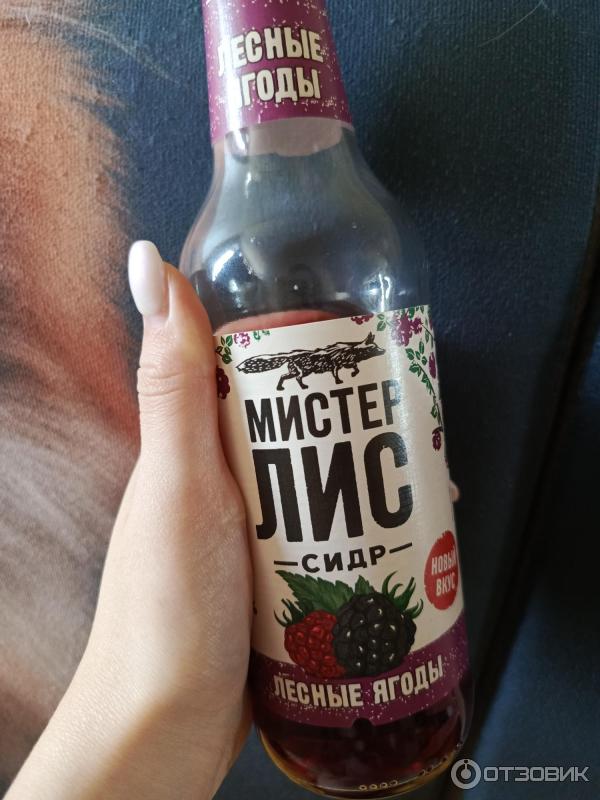 ЛЕСНЫЕ
ЯГОДЫ
МИСТЕР
ЛИС
СИДР
НОВЫЙ
ВКУС
ЛЕСНЫЕ ЯГОДЫ
ОТЗОВИК